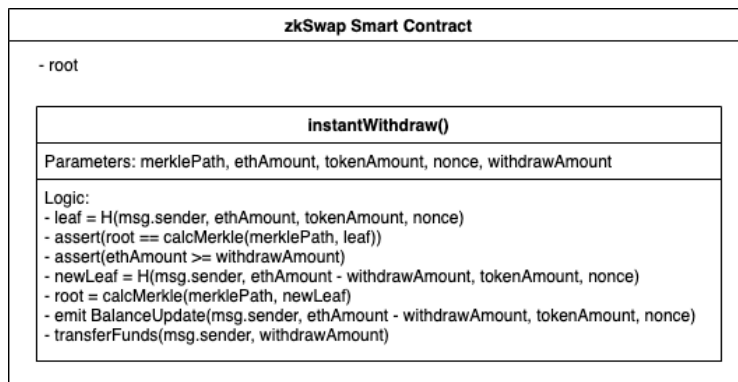 zkSwap Smart Contract
- root
instantWithdraw()
Parameters: merklePath, ethAmount, tokenAmount, nonce, withdrawAmount
Logic:
- leaf = H(msg.sender, ethAmount, tokenAmount, nonce)
- assert(root == calcMerkle(merklePath, leaf))
- assert(ethAmount >= withdrawAmount)
- newLeaf = H(msg.sender, ethAmount - withdrawAmount, tokenAmount, nonce)
- root = calcMerkle(merklePath, newLeaf)
- emit BalanceUpdate(msg.sender, ethAmount - withdrawAmount, tokenAmount, nonce)
- transferFunds(msg.sender, withdrawAmount)